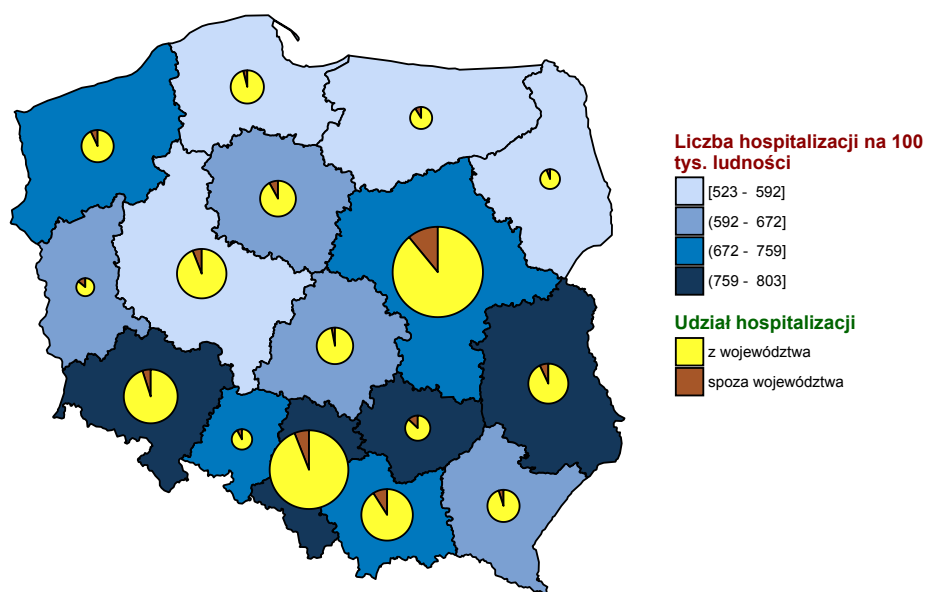 Liczba hospitalizacji na 100
tys. ludności
[523 - 592]
(592 - 672]
(672 - 759]
(759 - 803]
Udział hospitalizacji
z województwa
spoza województwa